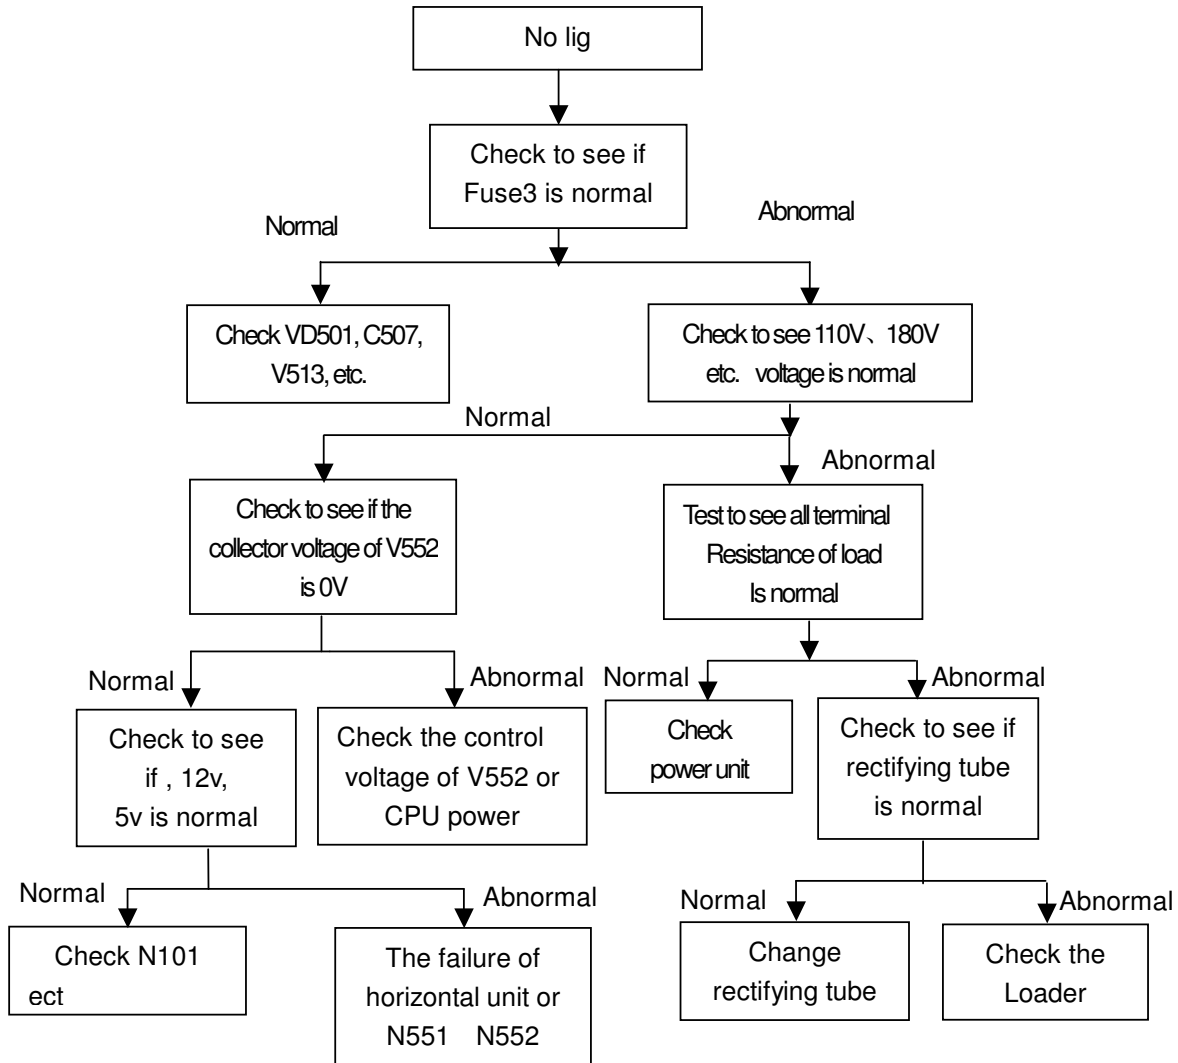 No lig
Check to see if
Fuse3 is normal
Normal
Abnormal
Check VD501, C507,
V513, etc.
Check to see 110V、180V
etc. voltage is normal
Normal
Abnormal
Check to see if the
collector voltage of V552
is 0V
Test to see all terminal
Resistance of load
Is normal
Normal
Abnormal
Normal
Abnormal
Check to see
if , 12v,
5v is normal
Check the control
voltage of V552 or
CPU power
Check
power unit
Check to see if
rectifying tube
is normal
Normal
Abnormal
Normal
Abnormal
Check N101
ect
The failure of
horizontal unit or
N551 N552
Change
rectifying tube
Check the
Loader